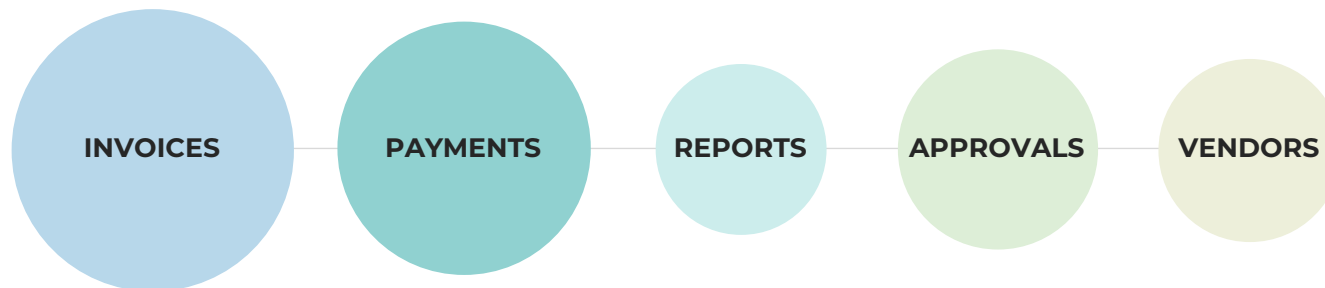 INVOICES
PAYMENTS
REPORTS
APPROVALS
VENDORS